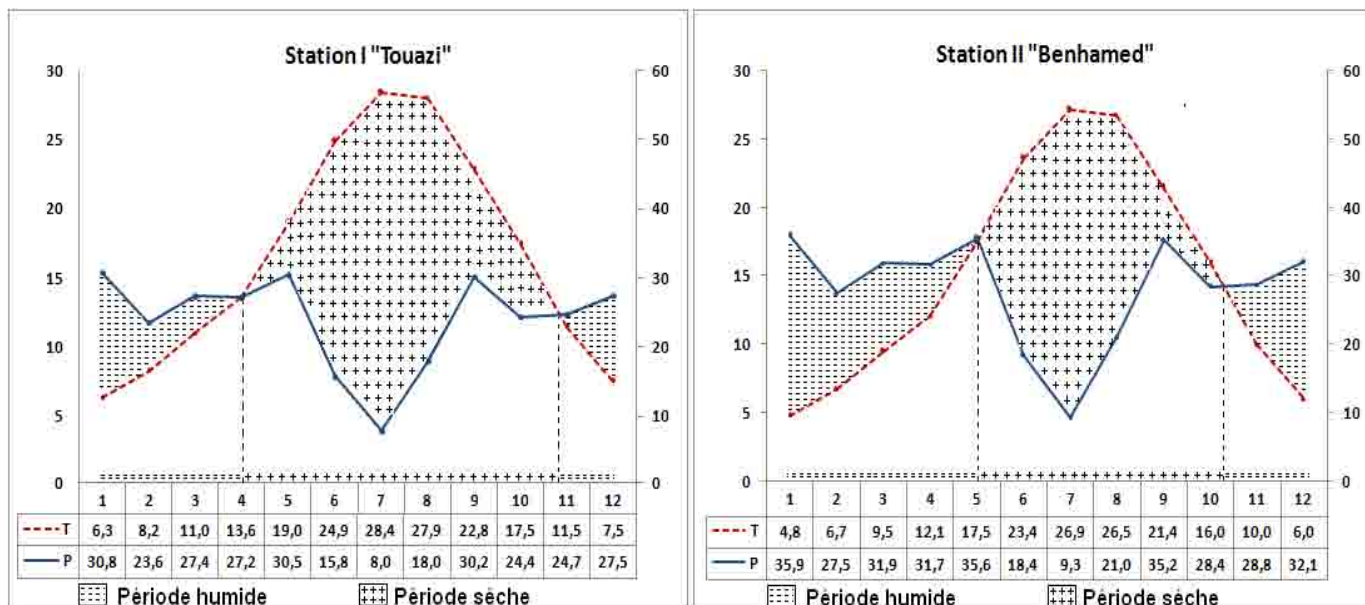 Station I "Touazi"
30 60
25 50
20 40
15 30
10 20
5 10
0 0
1 2 3 4 5 6 7 8 9 10 11 12
T 6,3 8,2 11,0 13,6 19,0 24,9 28,4 27,9 22,8 17,5 11,5 7,5
P 30,8 23,6 27,4 27,2 30,5 15,8 8,0 18,0 30,2 24,4 24,7 27,5
Pèriode humide Pèriode sèche
Station II "Benhamed"
30 60
25 50
20 40
15 30
10 20
5 10
0 0
1 2 3 4 5 6 7 8 9 10 11 12
T 4,8 6,7 9,5 12,1 17,5 23,4 26,9 26,5 21,4 16,0 10,0 6,0
P 35,9 27,5 31,9 31,7 35,6 18,4 9,3 21,0 35,2 28,4 28,8 32,1
Pèriode humide Pèriode sèche